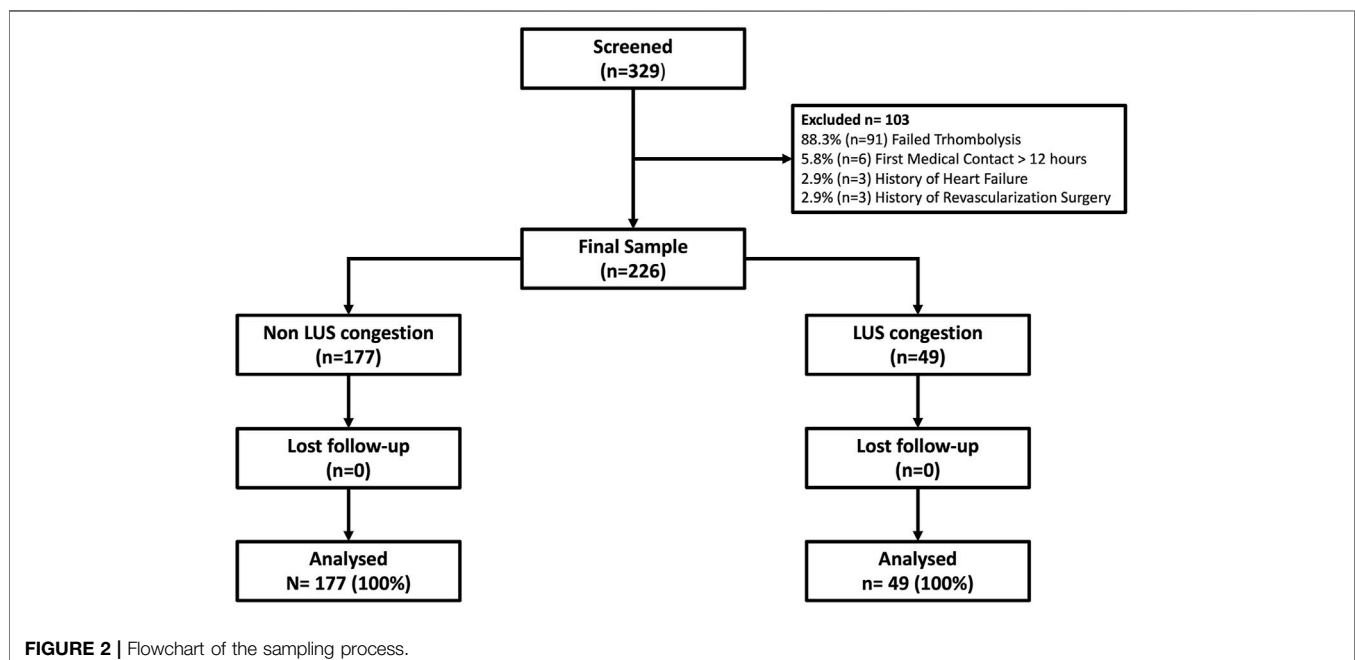 Screened
(n=329)
Excluded n= 103
88.3% (n=91) Failed Trhombolysis
5.8% (n=6) First Medical Contact > 12 hours
2.9% (n=3) History of Heart Failure
2.9% (n=3) History of Revascularization Surgery
Final Sample
(n=226)
Non LUS congestion
(n=177)
LUS congestion
(n=49)
Lost follow-up
(n=0)
Lost follow-up
(n=0)
Analysed
N= 177 (100%)
Analysed
n= 49 (100%)
FIGURE 2 | Flowchart of the sampling process.